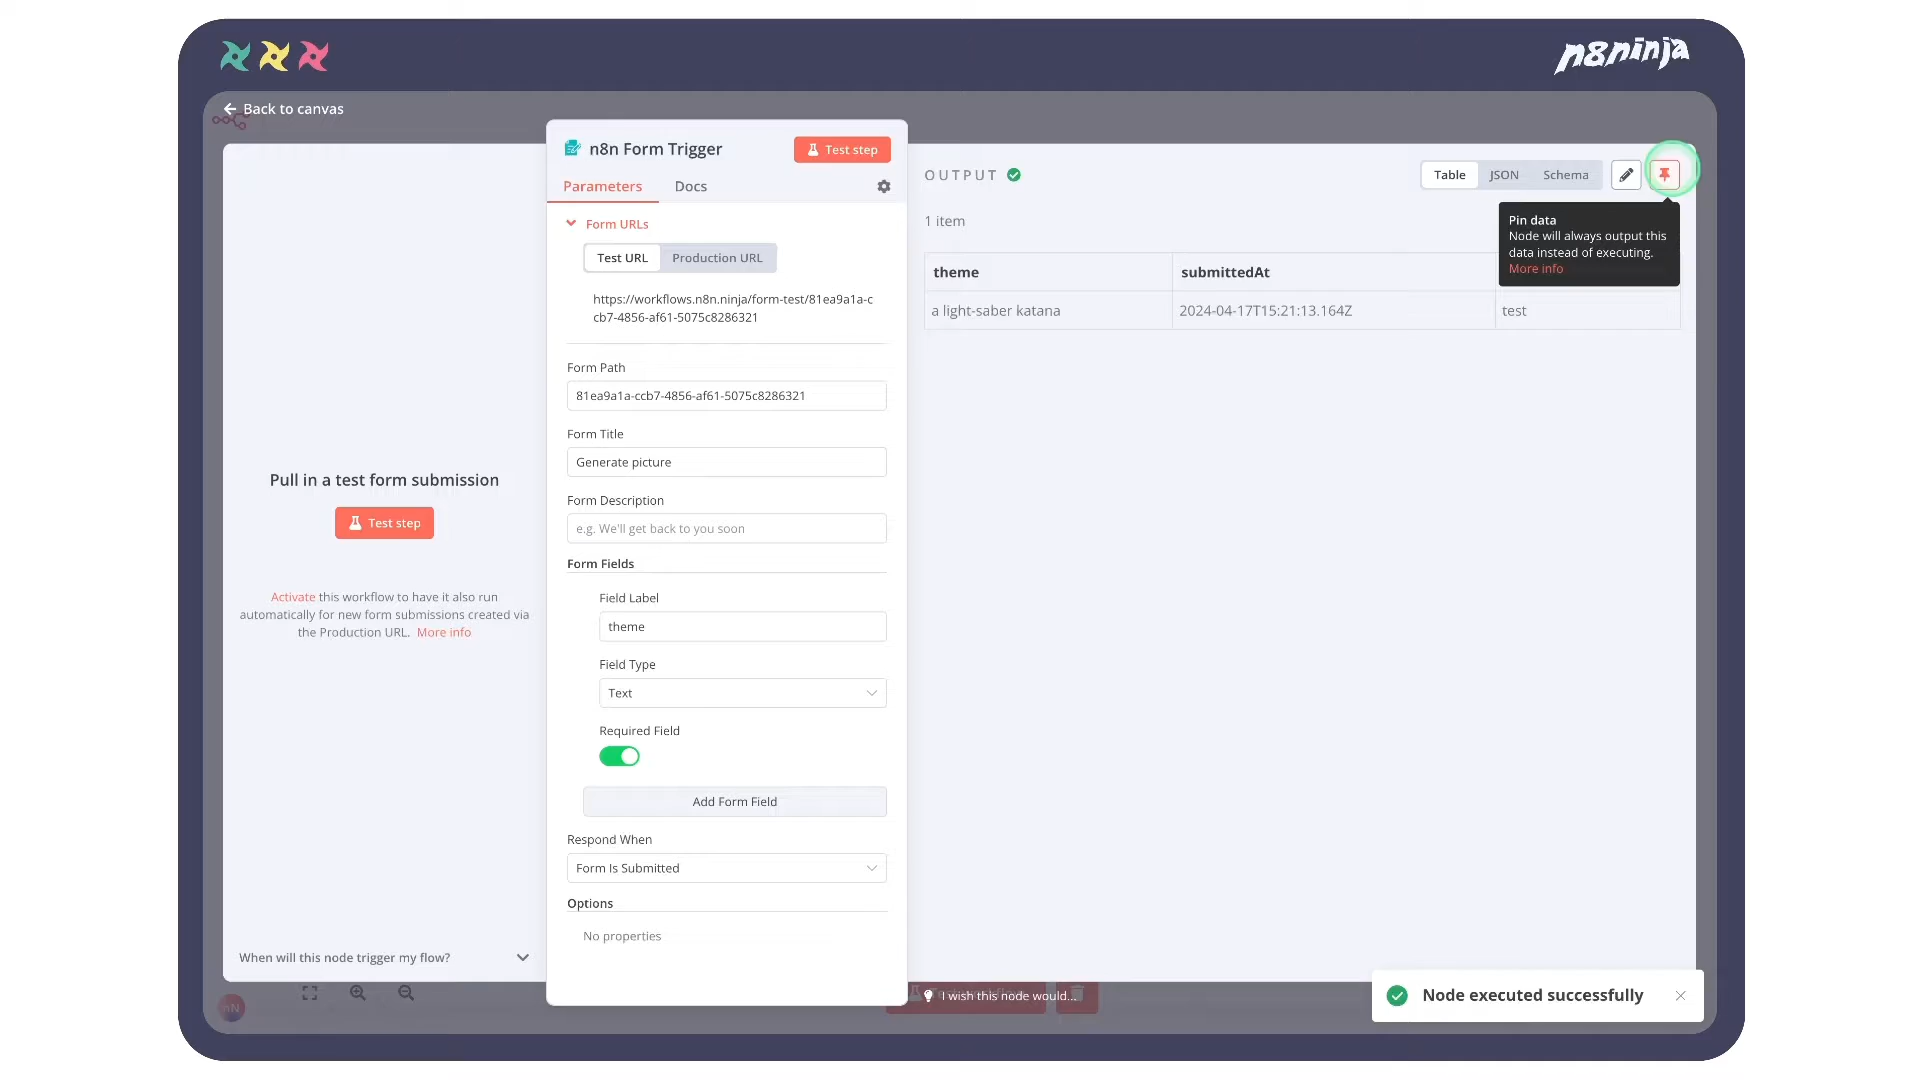 n8ninja
Back to canvas
n8n Form Trigger
Test step
Parameters
Docs
Form URLs
Test URL
Production URL
https://workflows.n8n.ninja/form-test/81ea9a1a-c
cb7-4856-af61-5075c8286321
Form Path
81ea9a1a-ccb7-4856-af61-5075c8286321
Form Title
Generate picture
Form Description
e.g. We'll get back to you soon
Form Fields
Field Label
theme
Field Type
Text
Required Field
Add Form Field
Respond When
Form Is Submitted
Options
No properties
Pull in a test form submission
Test step
Activate this workflow to have it also run
automatically for new form submissions created via
the Production URL. More info
When will this node trigger my flow?
OUTPUT
Table
JSON
Schema
1 item
Pin data
Node will always output this
data instead of executing.
More info
theme
submittedAt
a light-saber katana
2024-04-17T15:21:13.164Z
test
I wish this node would...
Node executed successfully